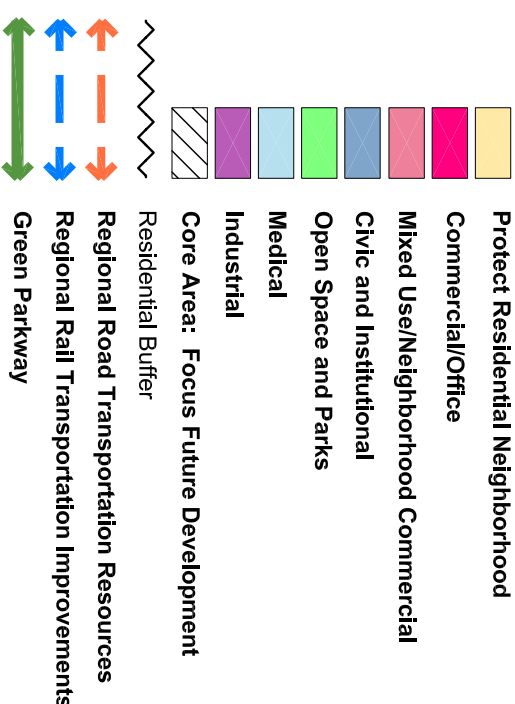 Protect Residential Neighborhood
Commercial/Office
Mixed Use/Neighborhood Commercial
Civic and Institutional
Open Space and Parks
Medical
Industrial
Core Area:  Focus Future Development
Residential Buffer
Regional Road Transportation Resources
Regional Rail Transportation Improvements
Green Parkway